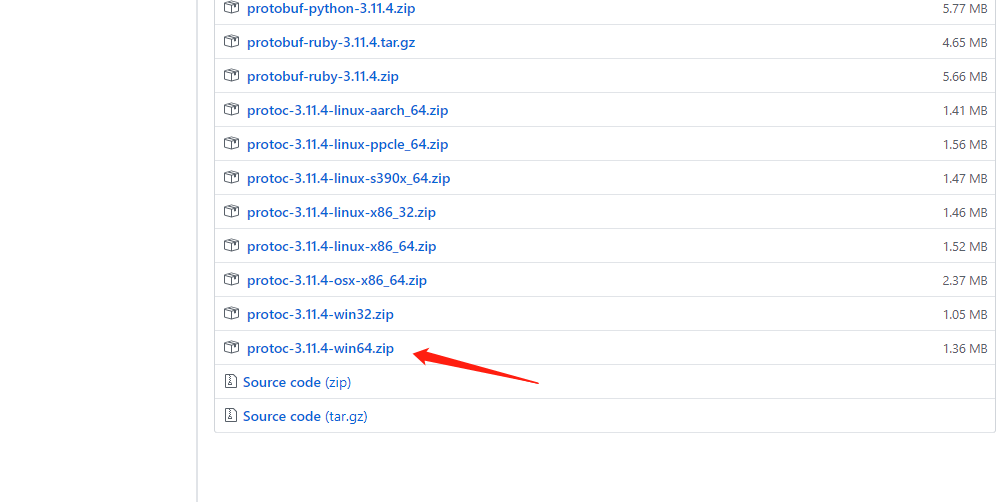 protobuf-python-3.11.4.zip 5.77 MB
protobuf-ruby-3.11.4.tar.gz 4.65 MB
protobuf-ruby-3.11.4.zip 5.66 MB
protoc-3.11.4-linux-aarch_64.zip 1.41 MB
protoc-3.11.4-linux-ppcle_64.zip 1.56 MB
protoc-3.11.4-linux-s390x_64.zip 1.47 MB
protoc-3.11.4-linux-x86_32.zip 1.46 MB
protoc-3.11.4-linux-x86_64.zip 1.52 MB
protoc-3.11.4-osx-x86_64.zip 2.37 MB
protoc-3.11.4-win32.zip 1.05 MB
protoc-3.11.4-win64.zip 1.36 MB
Source code (zip)
Source code (tar.gz)